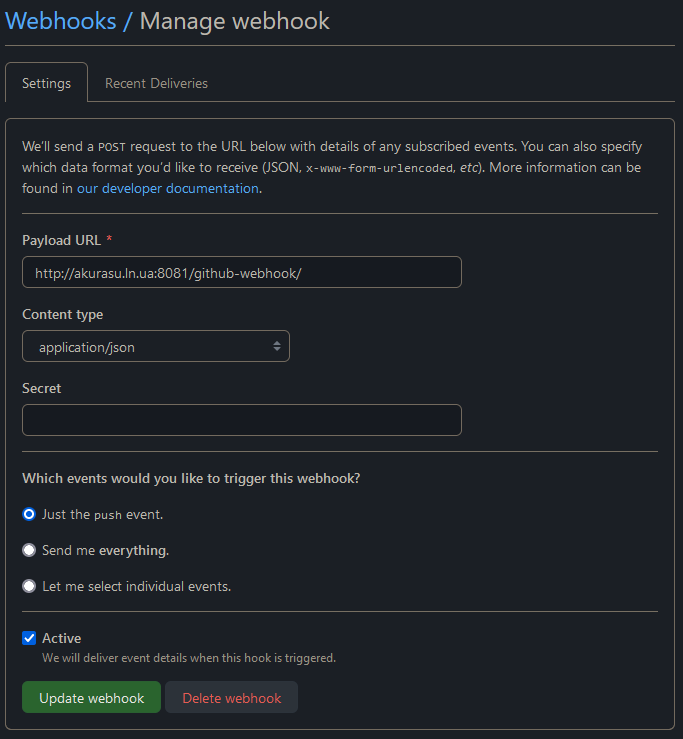 Webhooks / Manage webhook
Settings
Recent Deliveries
We'll send a POST request to the URL below with details of any subscribed events. You can also specify
which data format you'd like to receive (JSON, x-www-form-urlencoded, etc). More information can be
found in our developer documentation.
Payload URL *
http://akurasu.ln.ua:8081/github-webhook/
Content type
application/json
Secret
Which events would you like to trigger this webhook?
Just the push event.
Send me everything.
Let me select individual events.
Active
We will deliver event details when this hook is triggered.
Update webhook
Delete webhook